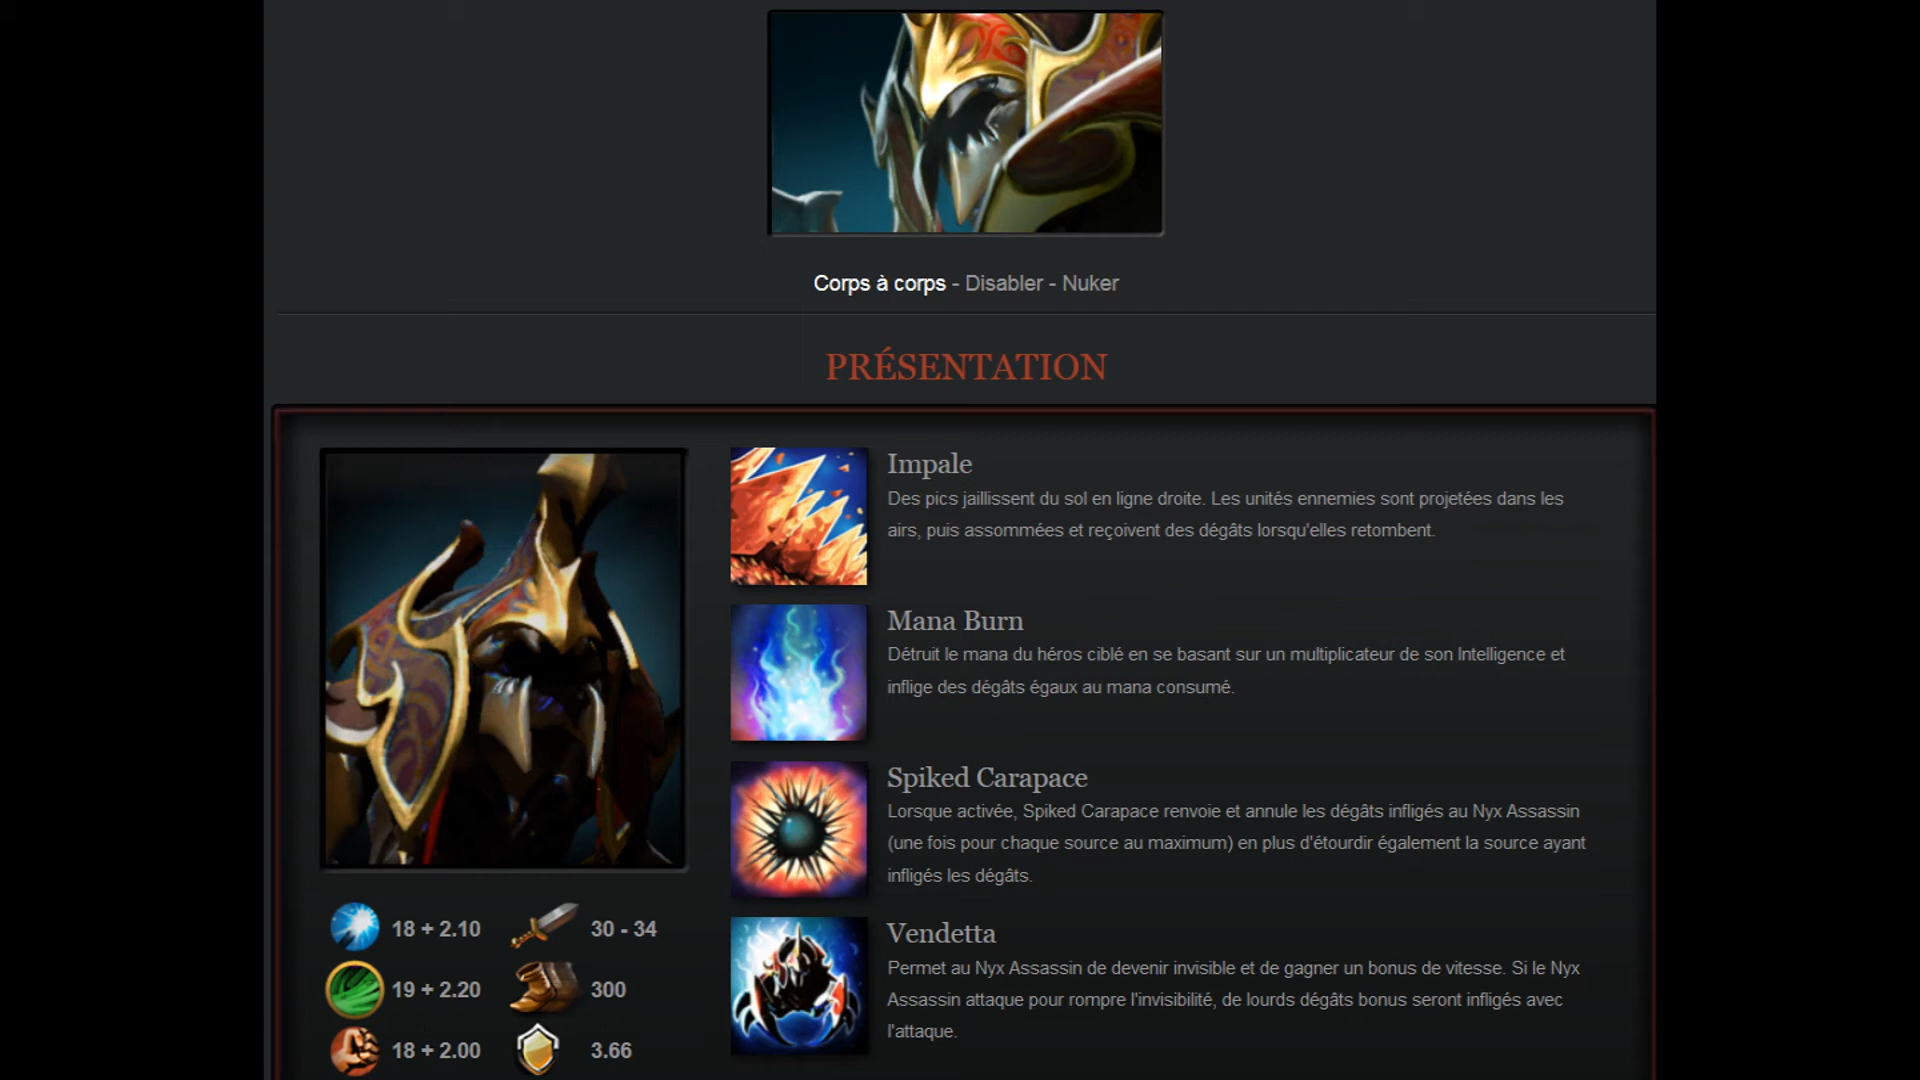 Corps à corps - Disabler - Nuker
PRÉSENTATION
Impale
Des pics jaillissent du sol en ligne droite. Les unités ennemies sont projetées dans les
airs, puis assommées et reçoivent des dégâts lorsqu'elles retombent.
Mana Burn
Détruit le mana du héros ciblé en se basant sur un multiplicateur de son Intelligence et
inflige des dégâts égaux au mana consumé.
Spiked Carapace
Lorsque activée, Spiked Carapace renvoie et annule les dégâts infligés au Nyx Assassin
(une fois pour chaque source au maximum) en plus d'étourdir également la source ayant
infligés les dégâts.
Vendetta
Permet au Nyx Assassin de devenir invisible et de gagner un bonus de vitesse. Si le Nyx
Assassin attaque pour rompre l'invisibilité, de lourds dégâts bonus seront infligés avec
l'attaque.
18 + 2.10 30 - 34
19 + 2.20 300
18 + 2.00 3.66